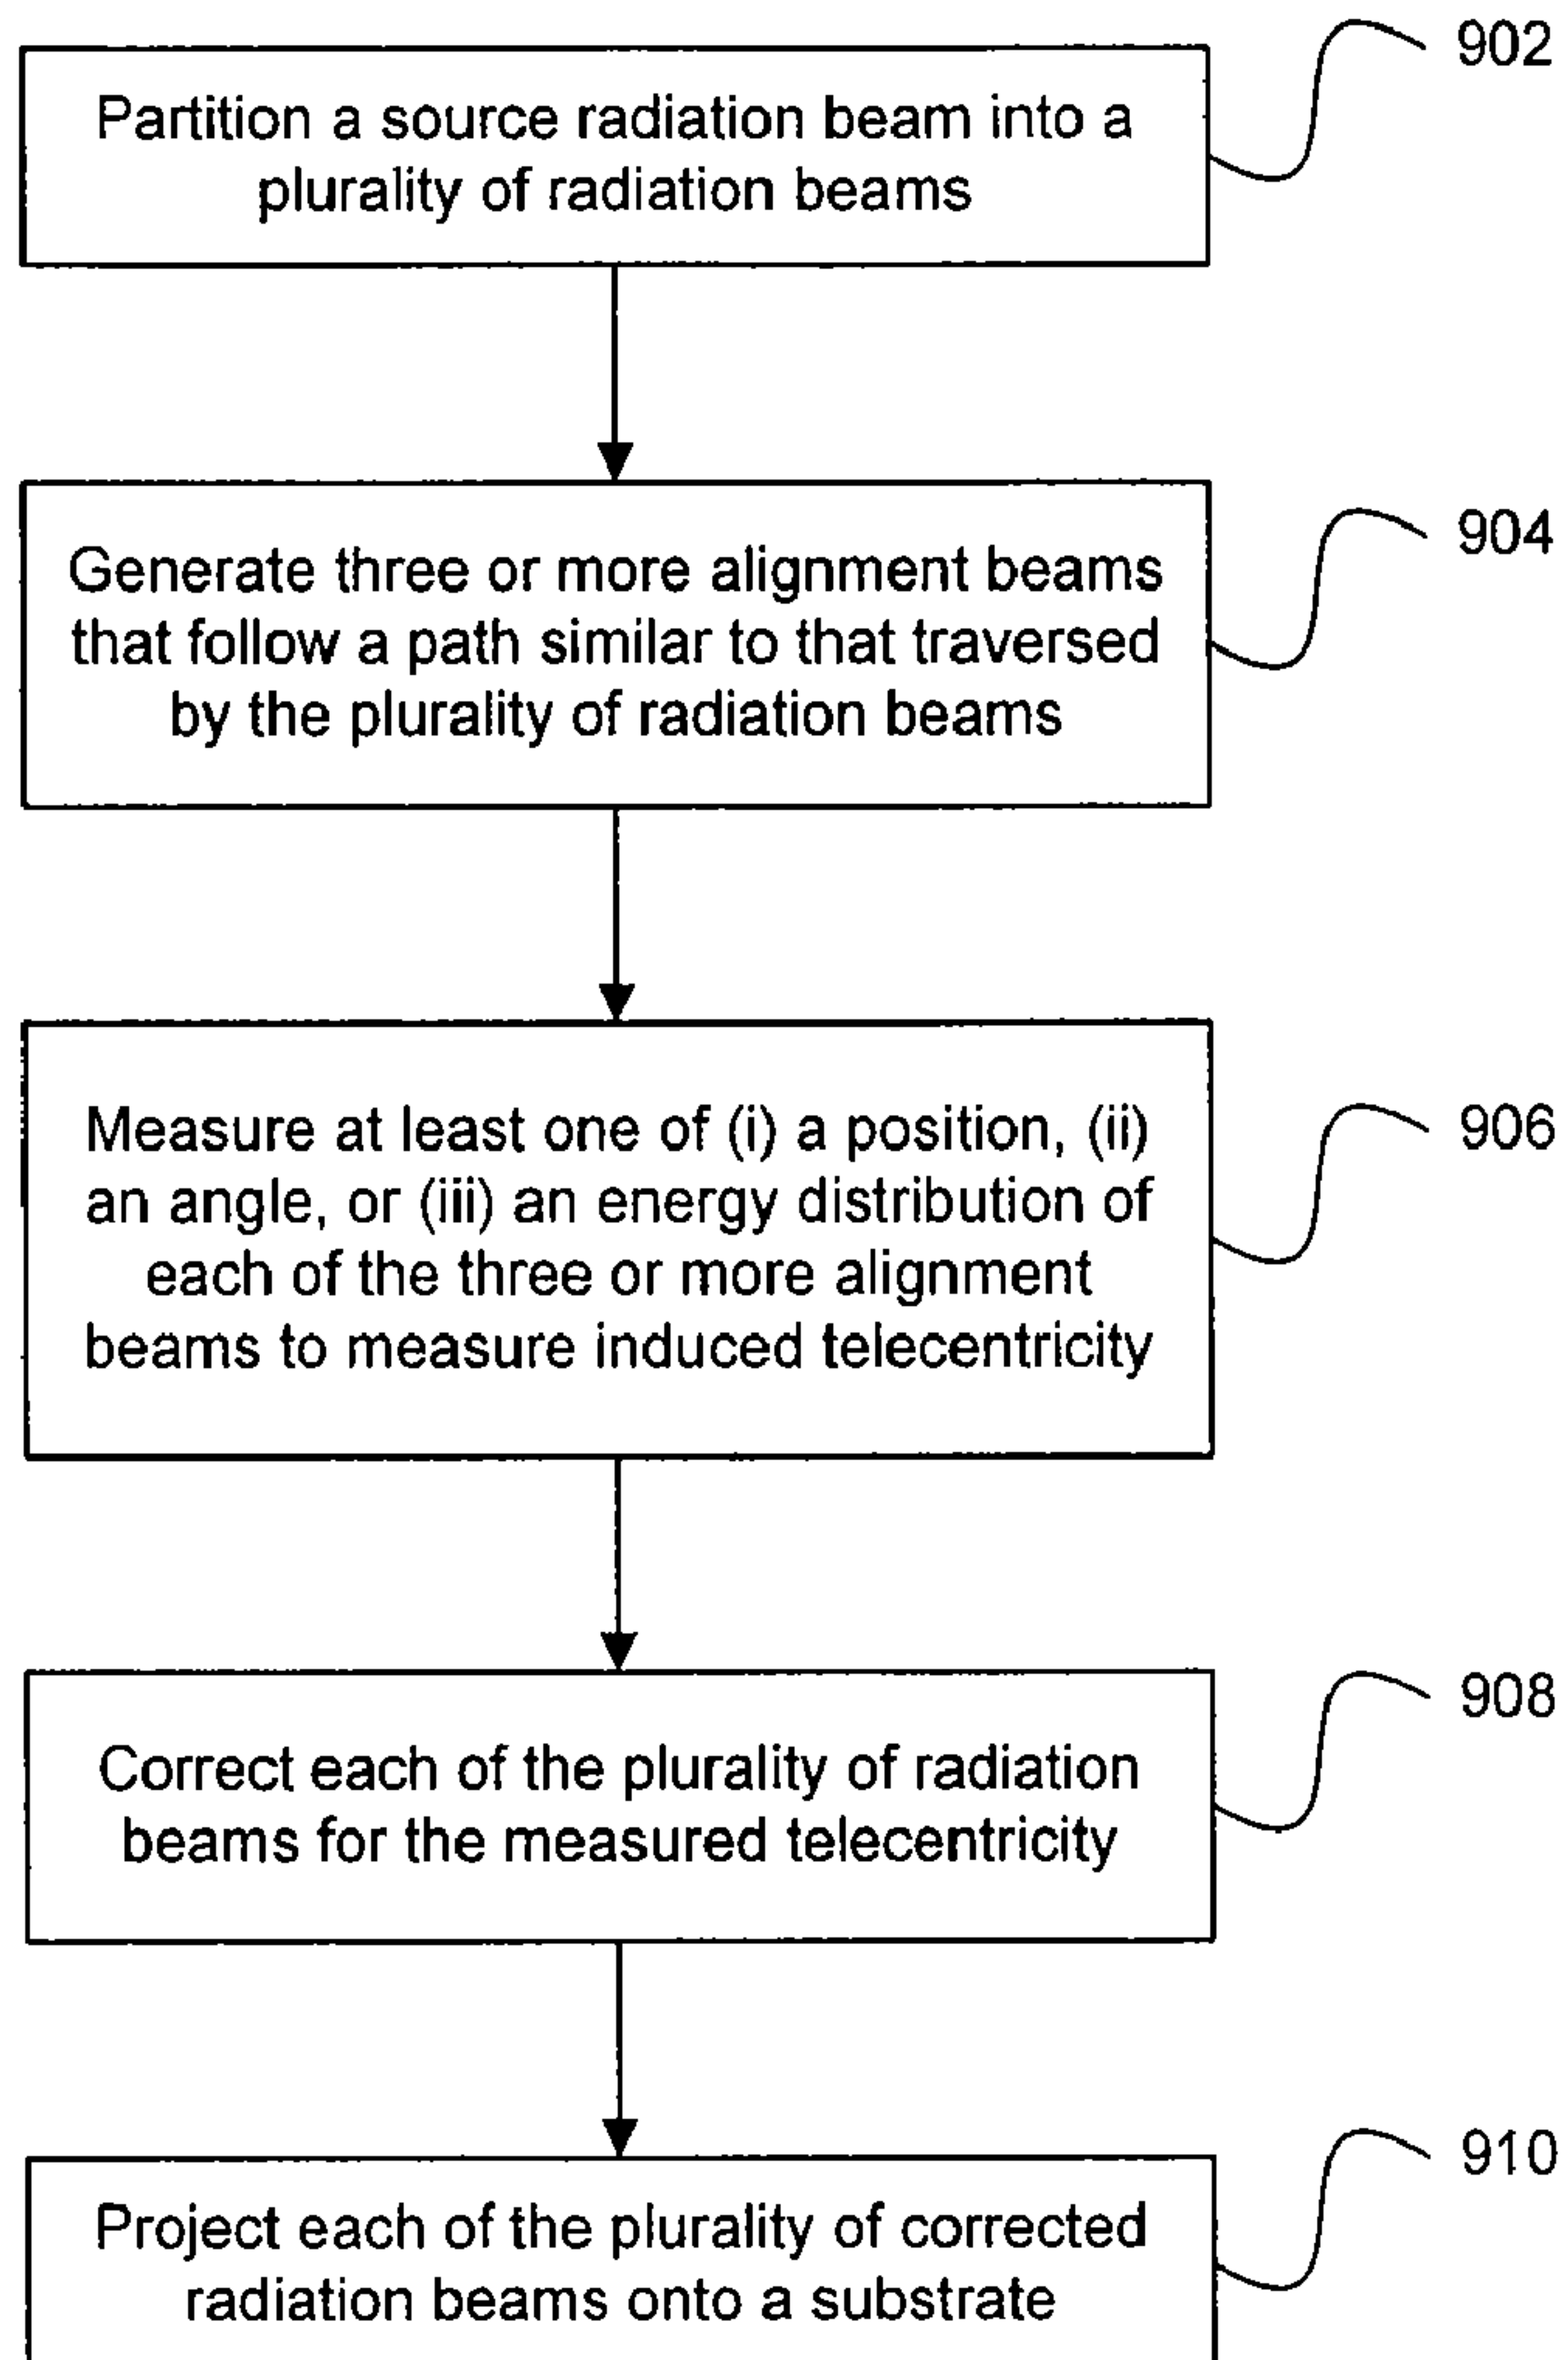 902
Partition a source radiation beam into a
plurality of radiation beams
904
Generate three or more alignment beams
that follow a path similar to that traversed
by the plurality of radiation beams
906
Measure at least one of (i) a position, (ii)
an angle, or (iii) an energy distribution of
each of the three or more alignment
beams to measure induced telecentricity
908
Correct each of the plurality of radiation
beams for the measured telecentricity
910
Project each of the plurality of corrected
radiation beams onto a substrate